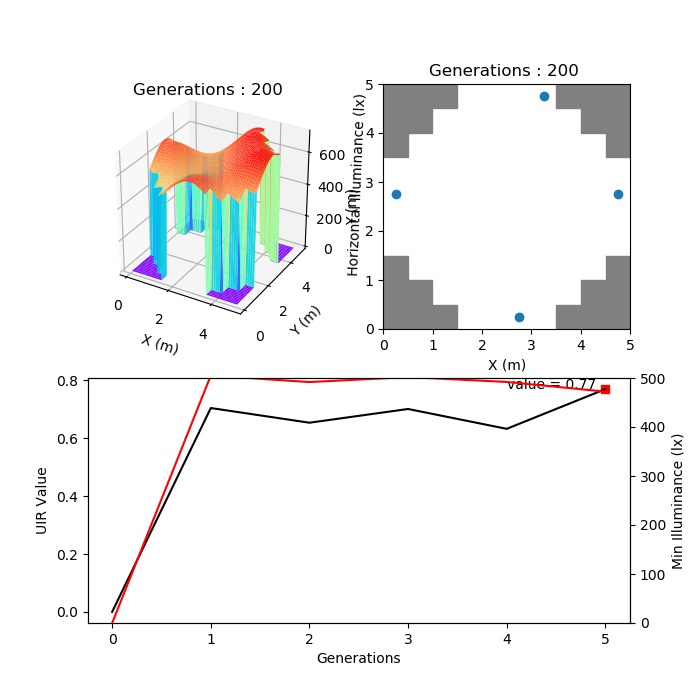 Generations : 200
600
400
200
0
0
2
4
X (m)
0
2
4
Y (m)
Horizontal Illuminance (lx)
Generations : 200
Y (m)
5
4
3
2
1
0
0 1 2 3 4 5
X (m)
value = 0.77
UIR Value
0.8
0.6
0.4
0.2
0.0
0 1 2 3 4 5
Generations
500
400
300
200
100
0
Min Illuminance (lx)